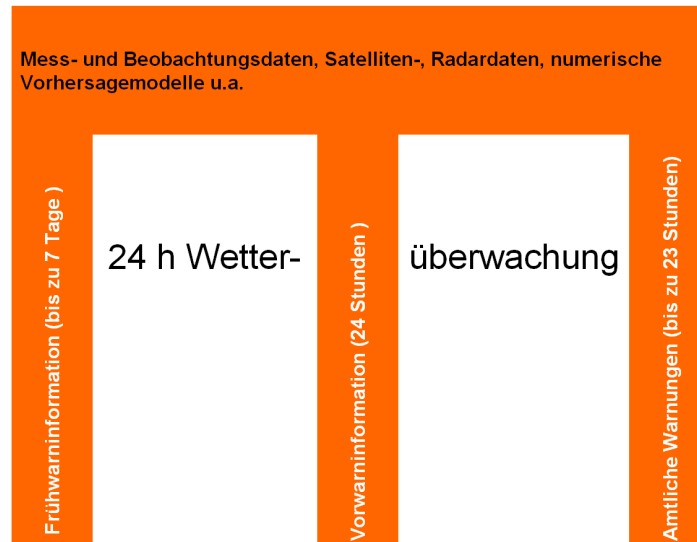 Mess- und Beobachtungsdaten, Satelliten-, Radardaten, numerische
Vorhersagemodelle u.a.
Frühwarninformation (bis zu 7 Tage )
24 h Wetter-
Vorwarninformation (24 Stunden )
überwachung
Amtliche Warnungen (bis zu 23 Stunden)